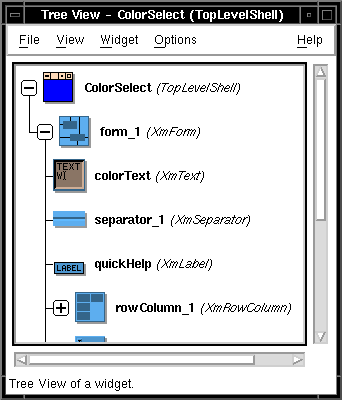 Tree View - ColorSelect (TopLevelShell)
File View Widget Options Help
ColorSelect (TopLevelShell)
form_1 (XmForm)
TEXT
WI
colorText (XmText)
separator_1 (XmSeparator)
LABEL
quickHelp (XmLabel)
rowColumn_1 (XmRowColumn)
Tree View of a widget.